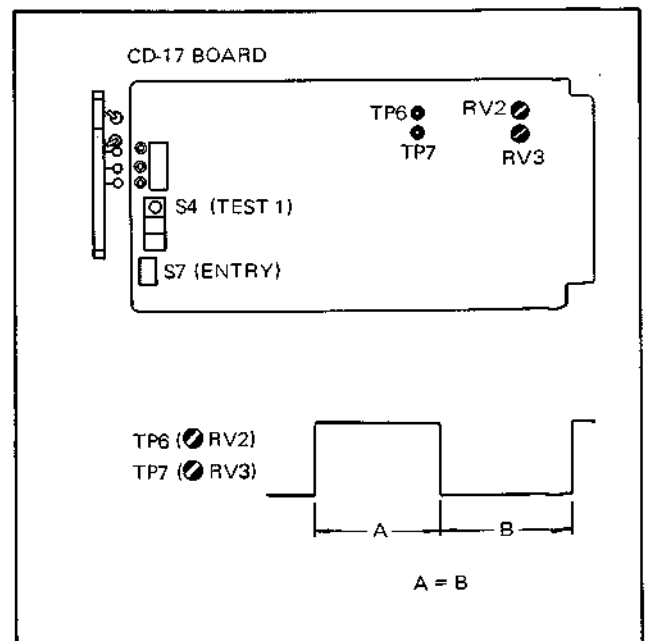 CD-17 BOARD
TP6 RV2
TP7 RV3
S4 (TEST 1)
S7 (ENTRY)
TP6 ( RV2)
TP7 ( RV3)
A B
A = B